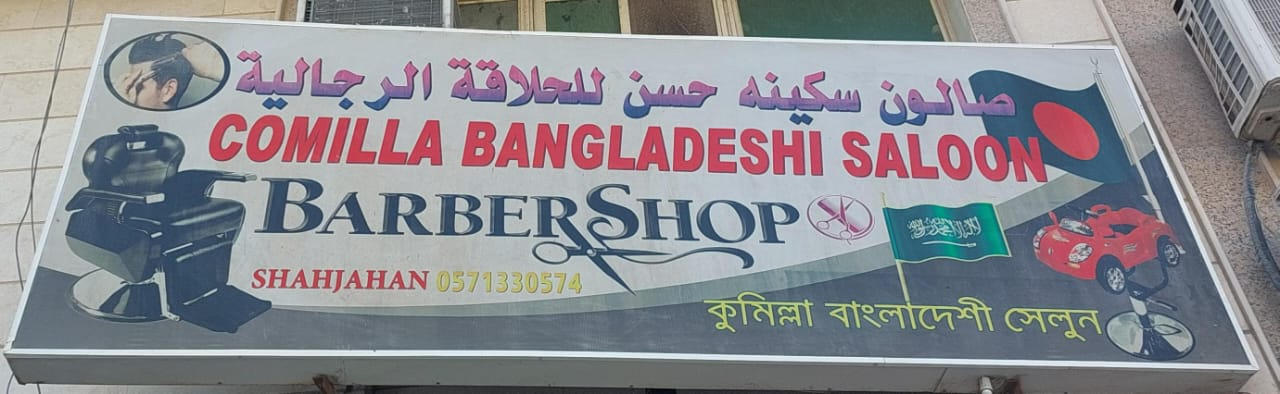 صالون سكينه حسن للحلاقة الرجالية
COMILLA BANGLADESHI SALOON
BARBERSHOP
SHAHJAHAN 0571330574
কুমিল্লা বাংলাদেশী সেলুন